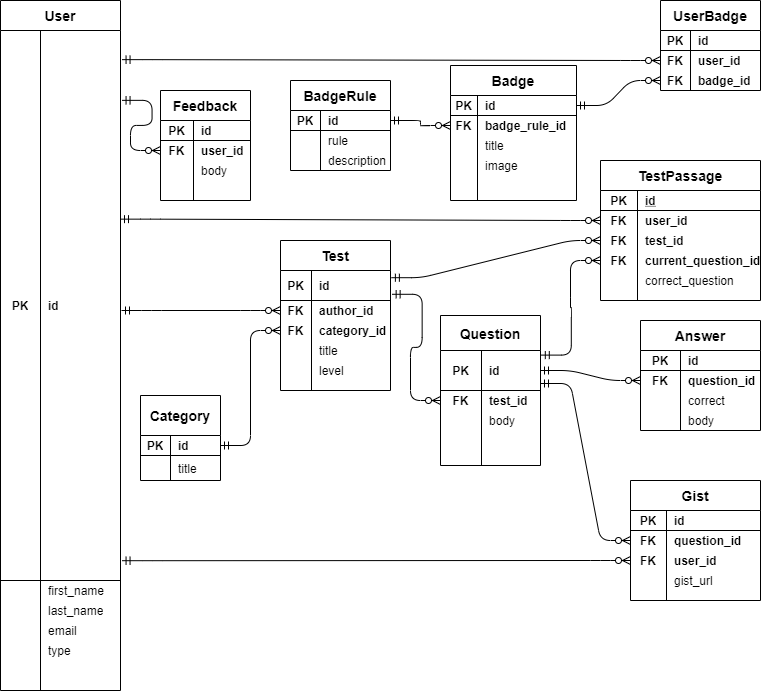 User
PK id
first_name
last_name
email
type
Feedback
PK id
FK user_id
body
BadgeRule
PK id
rule
description
Badge
PK id
FK badge_rule_id
title
image
UserBadge
PK id
FK user_id
FK badge_id
TestPassage
PK id
FK user_id
FK test_id
FK current_question_id
correct_question
Test
PK id
FK author_id
FK category_id
title
level
Question
PK id
FK test_id
body
Answer
PK id
FK question_id
correct
body
Category
PK id
title
Gist
PK id
FK question_id
FK user_id
gist_url